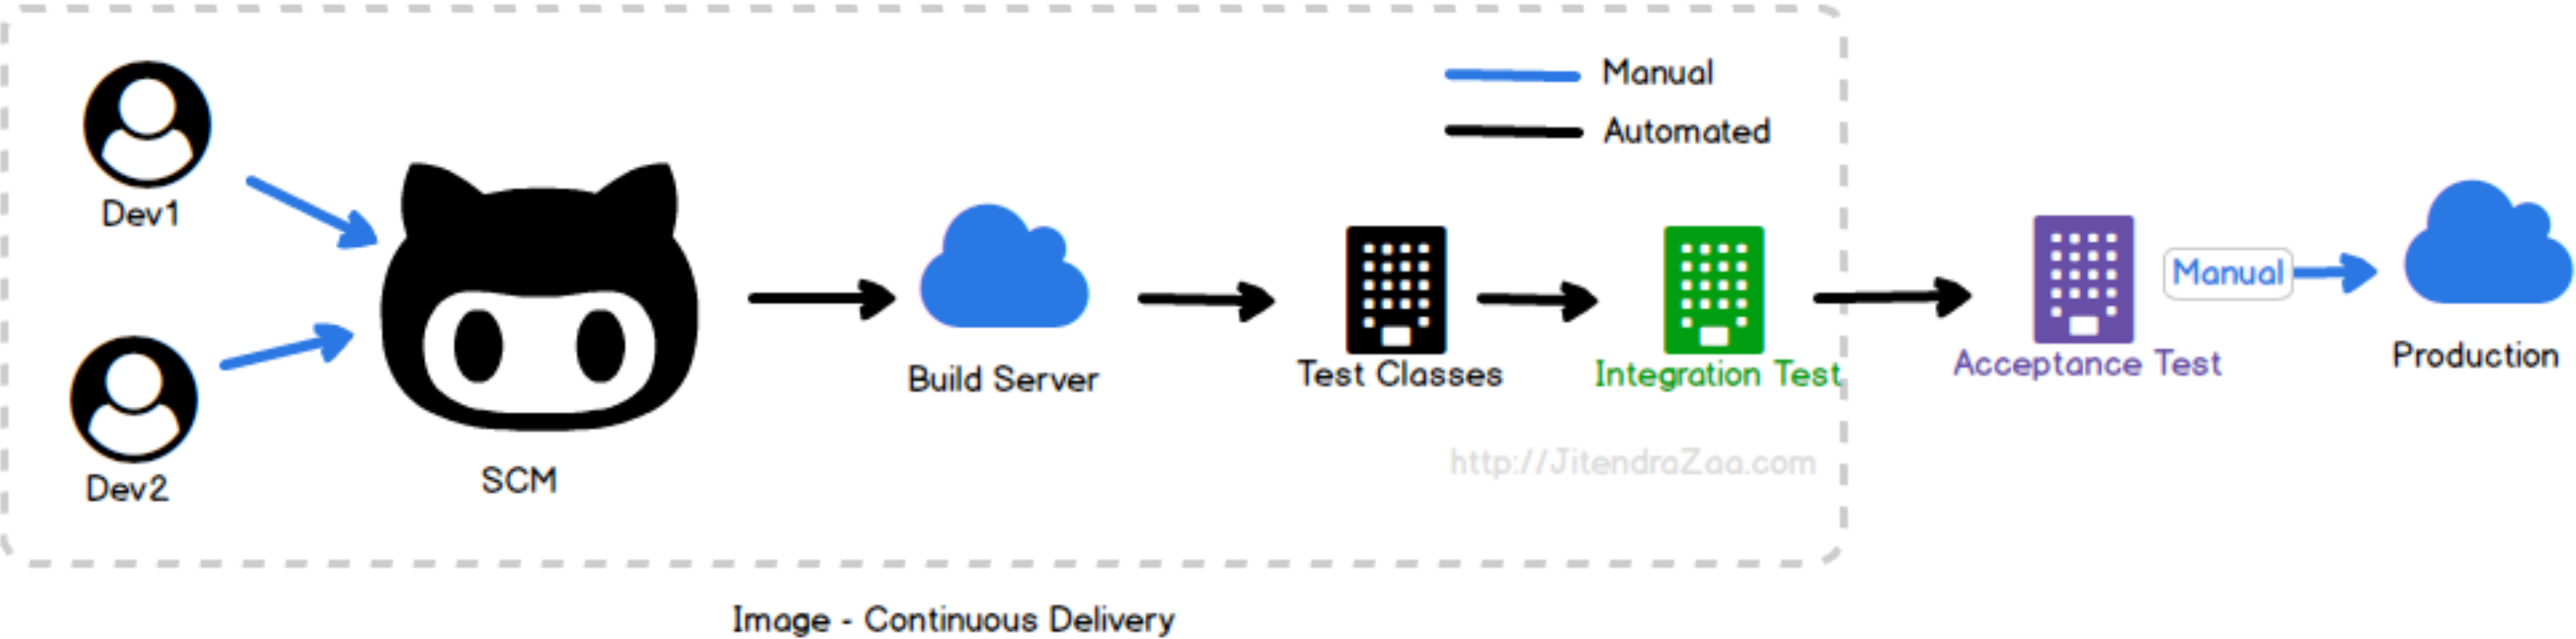 Manual
Automated
Dev1
Dev2
SCM
Build Server
Test Classes
Integration Test
Acceptance Test
Manual
Production
http://JitendraZaa.com
Image - Continuous Delivery